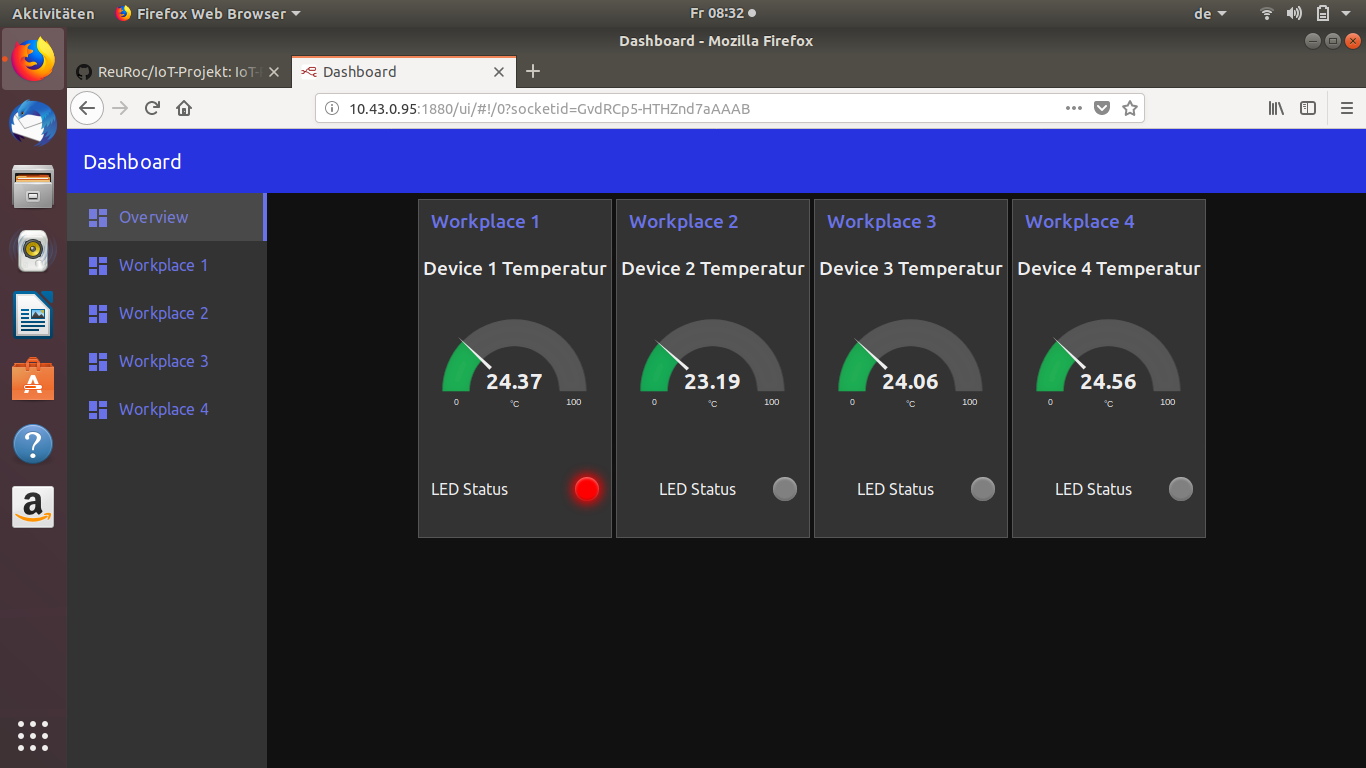 Aktivitäten Firefox Web Browser Fr 08:32 de
Dashboard - Mozilla Firefox
ReuRoc/IoT-Projekt: IoT- Dashboard
10.43.0.95:1880/ui/#!/0?socketid=GvdRCp5-HTHZnd7aAAAB
Dashboard
Overview
Workplace 1
Workplace 2
Workplace 3
Workplace 4
Workplace 1
Device 1 Temperatur
24.37
0 °C 100
LED Status
Workplace 2
Device 2 Temperatur
23.19
0 °C 100
LED Status
Workplace 3
Device 3 Temperatur
24.06
0 °C 100
LED Status
Workplace 4
Device 4 Temperatur
24.56
0 °C 100
LED Status